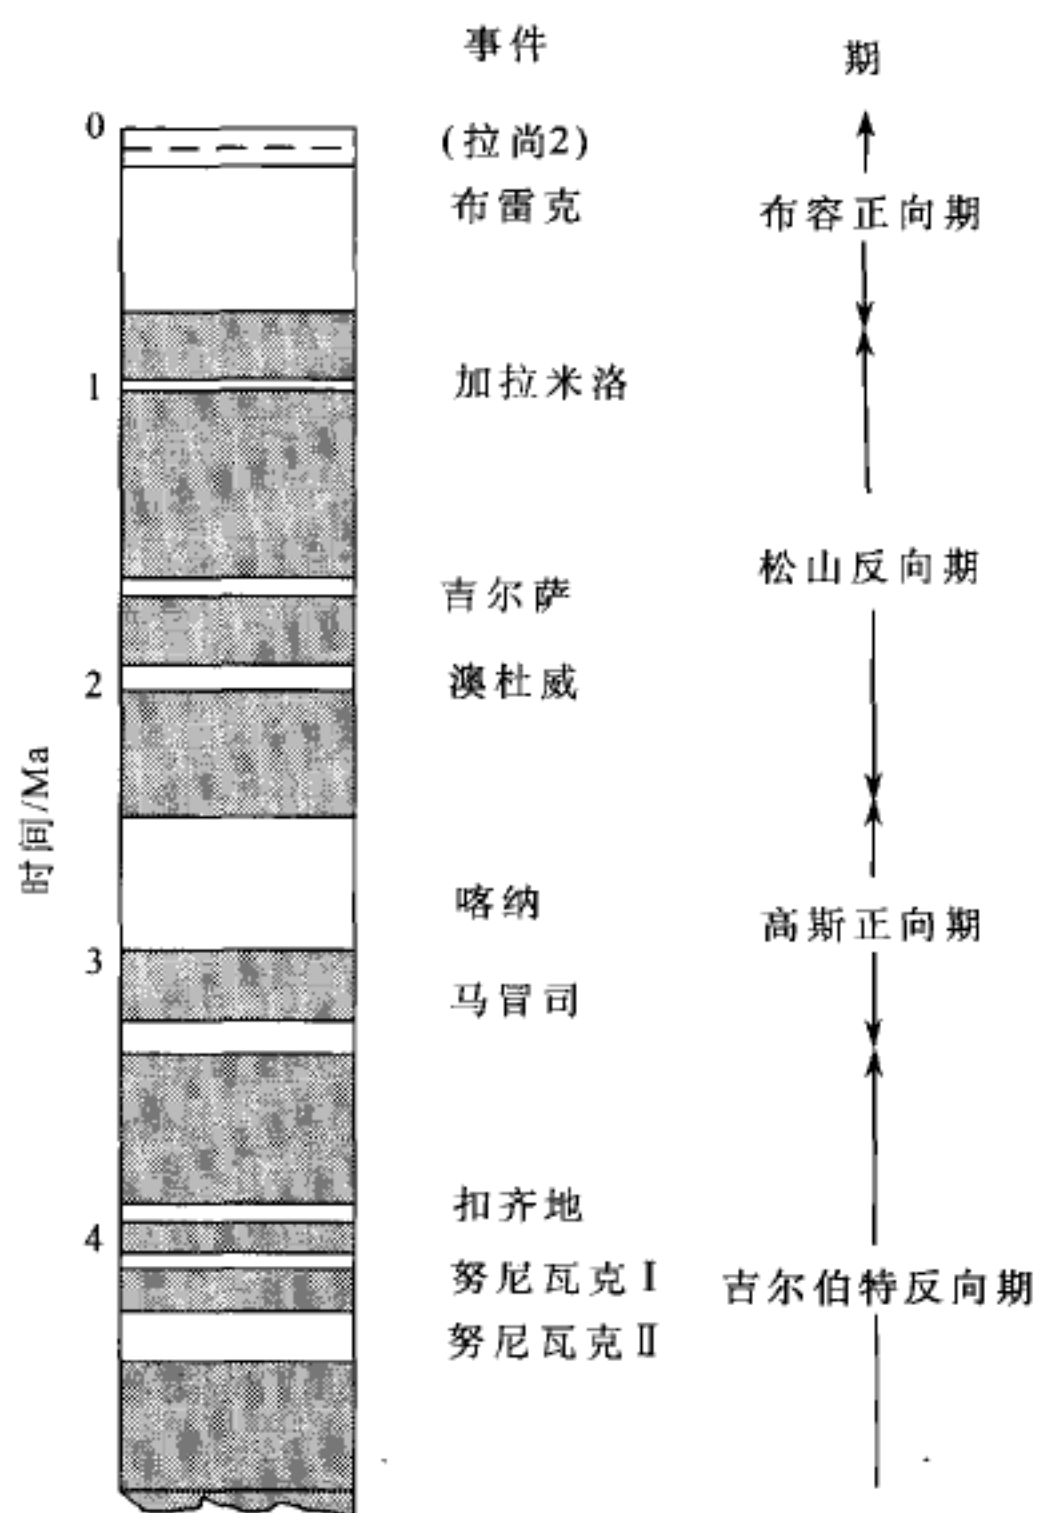 事件
期
0
(拉尚2)
布雷克
布容正向期
加拉米洛
1
松山反向期
吉尔萨
澳杜威
2
时间/Ma
喀纳
高斯正向期
3
马冒司
扣齐地
4
努尼瓦克Ⅰ
吉尔伯特反向期
努尼瓦克Ⅱ